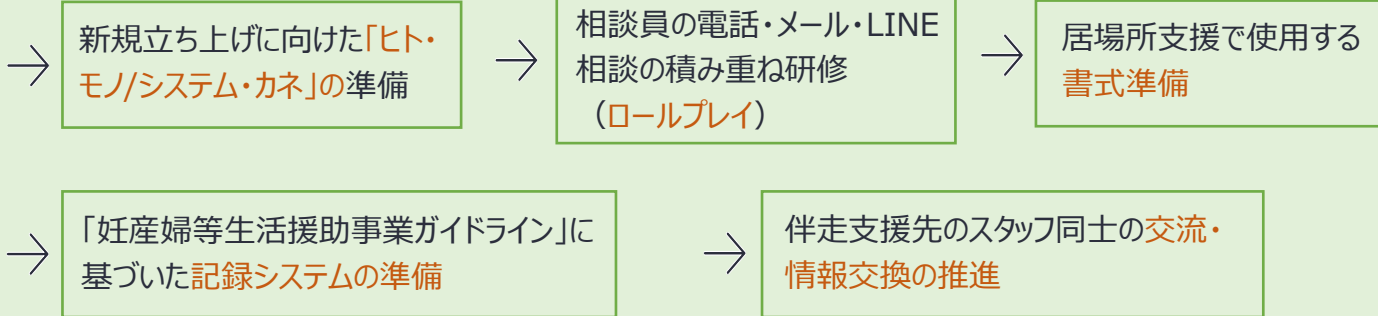 新規立ち上げに向けた「ヒト・
モノ/システム・カネ」の準備
相談員の電話・メール・LINE
相談の積み重ね研修
（ロールプレイ）
居場所支援で使用する
書式準備
「妊産婦等生活援助事業ガイドライン」に
基づいた記録システムの準備
伴走支援先のスタッフ同士の交流・
情報交換の推進